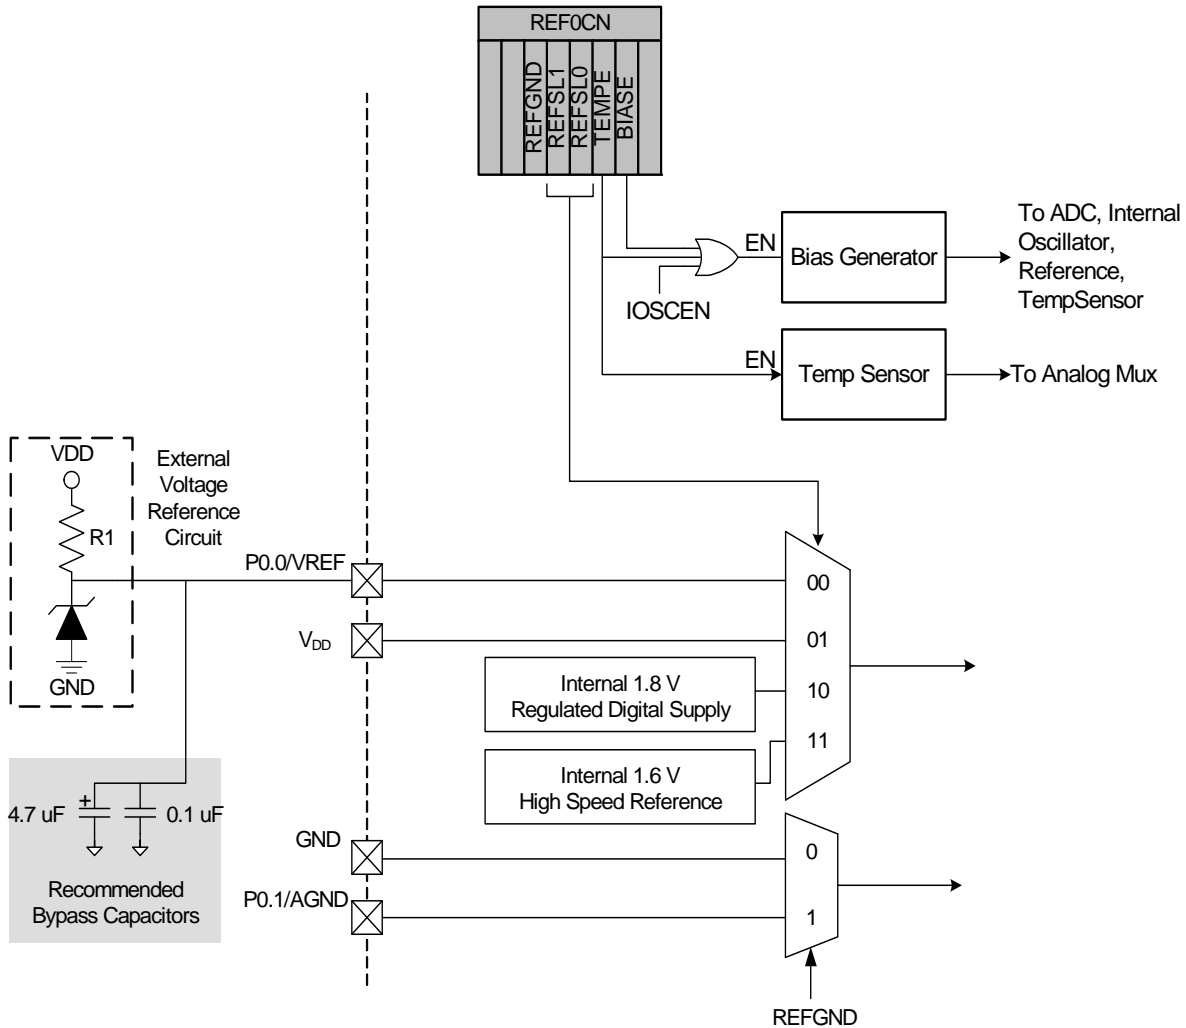 REF0CN
REFGND
REFSL1
REFSL0
TEMPE
BIASE
EN
Bias Generator
To ADC, Internal
Oscillator,
Reference,
TempSensor
IOSCEN
EN
Temp Sensor
To Analog Mux
VDD
R1
GND
External
Voltage
Reference
Circuit
P0.0/VREF
00
VDD
01
Internal 1.8 V
Regulated Digital Supply
10
11
Internal 1.6 V
High Speed Reference
4.7 uF
+
0.1 uF
Recommended
Bypass Capacitors
GND
0
P0.1/AGND
1
REFGND